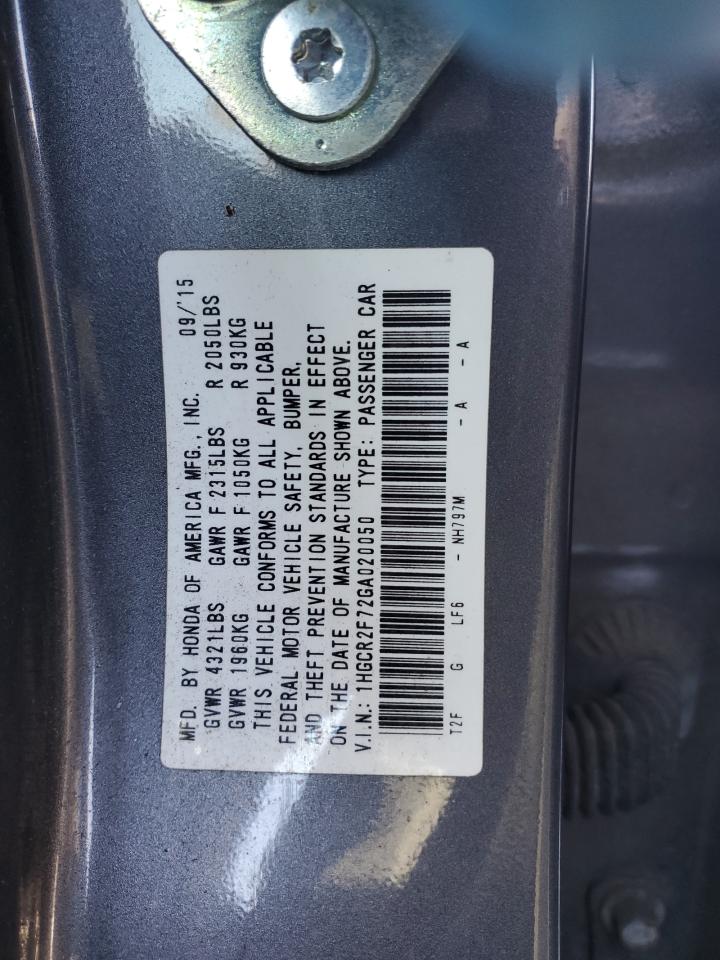 MFD. BY HONDA OF AMERICA MFG., INC. 09/'15
GVWR 4321LBS GAWR F 2315LBS R 2050LBS
GVWR 1960KG GAWR F 1050KG R 930KG
THIS VEHICLE CONFORMS TO ALL APPLICABLE
FEDERAL MOTOR VEHICLE SAFETY, BUMPER,
AND THEFT PREVENTION STANDARDS IN EFFECT
ON THE DATE OF MANUFACTURE SHOWN ABOVE.
V.I.N.: 1HGCR2F72GA020050 TYPE: PASSENGER CAR
T2F G LF6 - NH797M - A - A